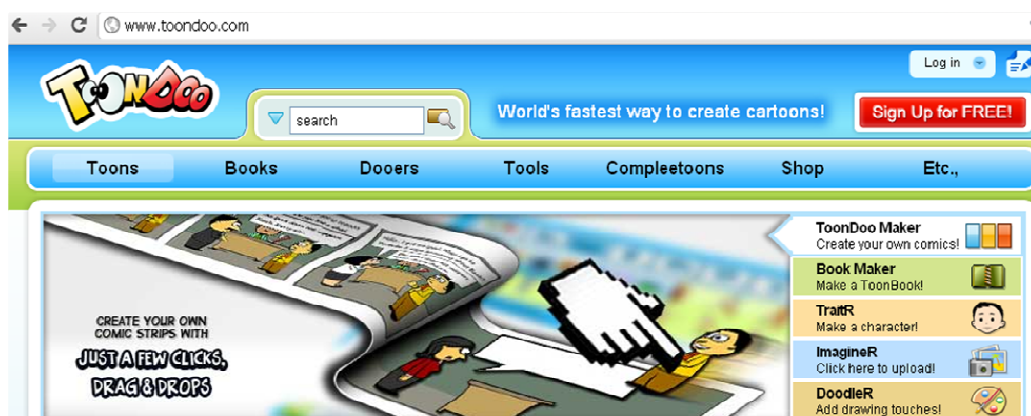 www.toondoo.com
Log in
TOONDOO
search
World's fastest way to create cartoons!
Sign Up for FREE!
Toons Books Dooers Tools Compleetoons Shop Etc.,
ToonDoo Maker
Create your own comics!
Book Maker
Make a ToonBook!
TraitR
Make a character!
ImagineR
Click here to upload!
DoodleR
Add drawing touches!
CREATE YOUR OWN
COMIC STRIPS WITH
JUST A FEW CLICKS,
DRAG & DROPS